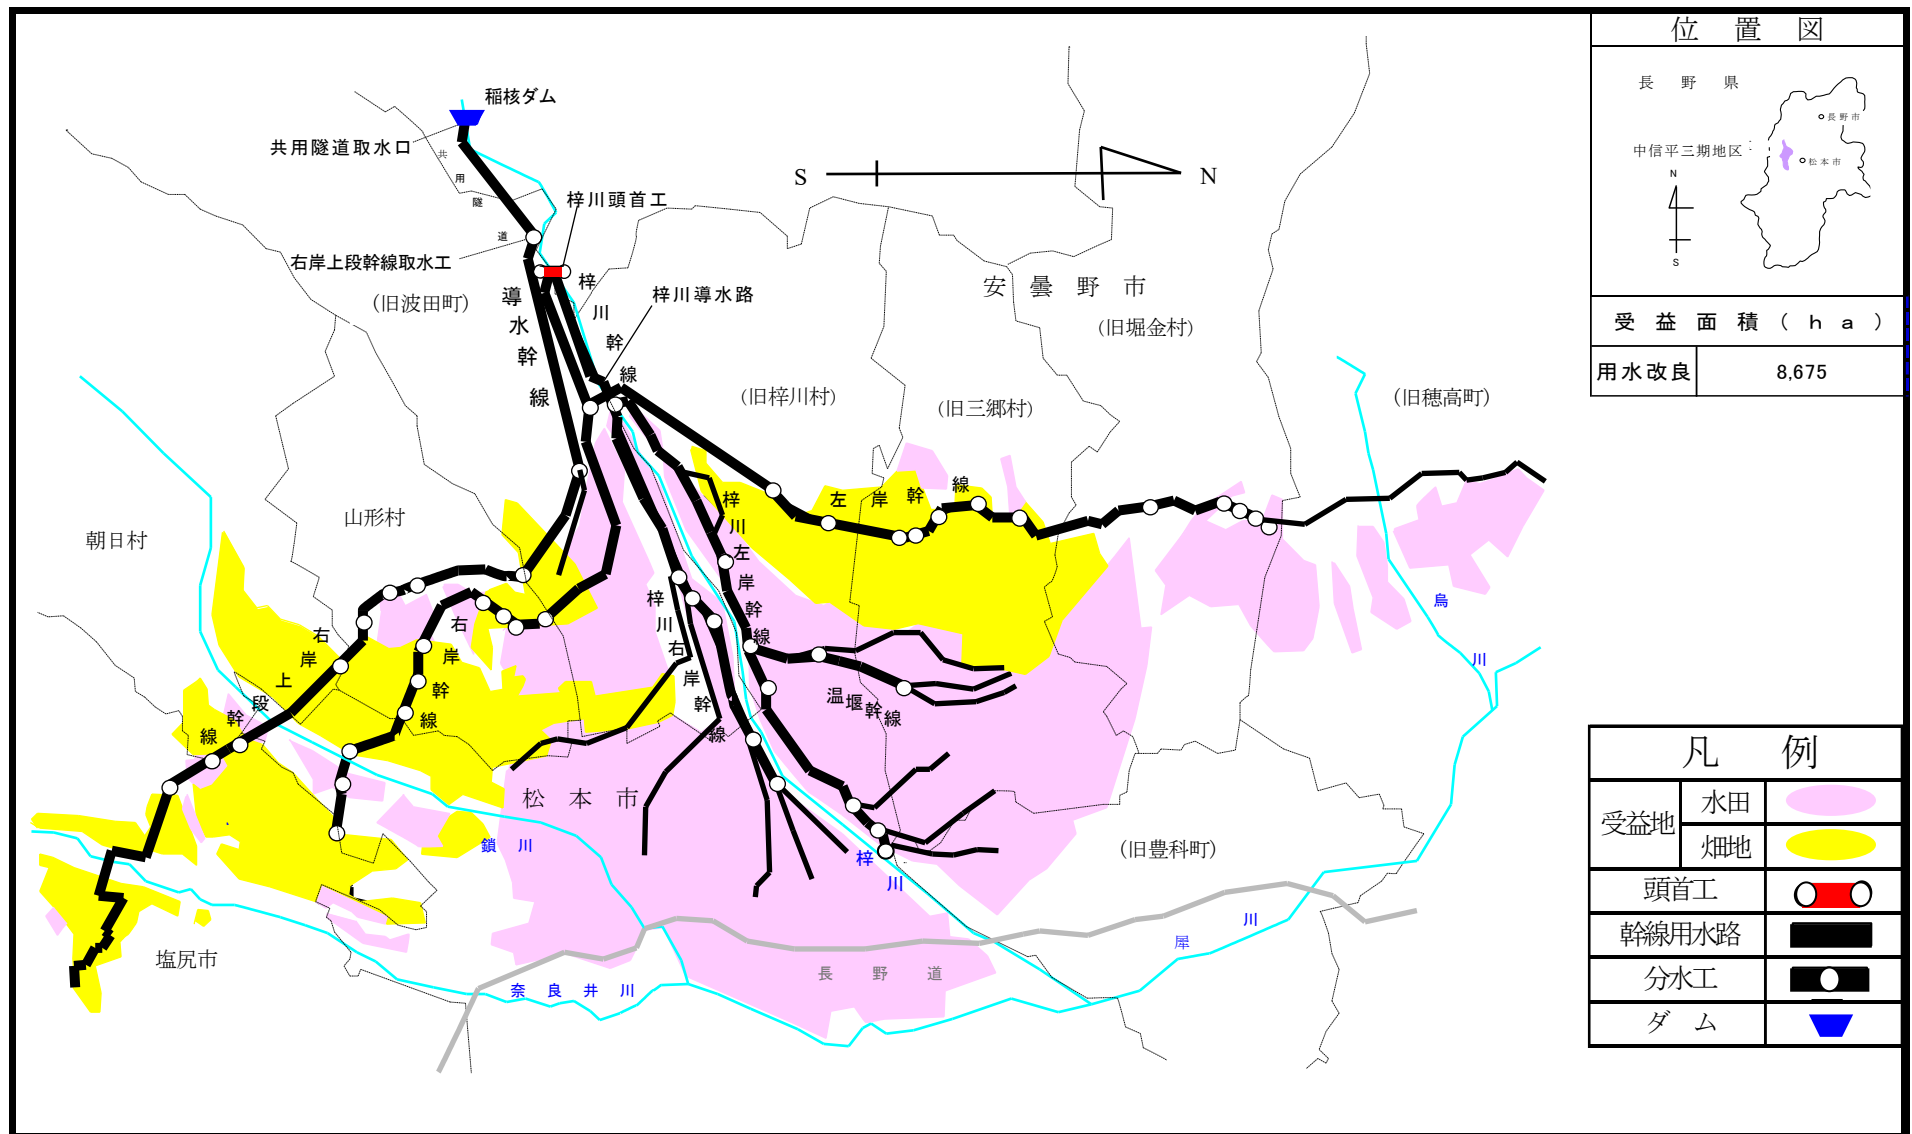 位置図
長野県
長野市
中信平三期地区
松本市
N
S
受益面積(ha)
用水改良 8,675
稲核ダム
共用隧道取水口
共用隧道
梓川頭首工
右岸上段幹線取水工
(旧波田町)
導水幹線
梓川幹線
梓川導水路
S
N
安曇野市
(旧堀金村)
(旧梓川村)
(旧三郷村)
(旧穂高町)
朝日村
山形村
左岸幹線
梓川左岸幹線
梓川右岸幹線
右岸上段幹線
右岸幹線
温堰幹線
烏川
松本市
鎖川
梓川
(旧豊科町)
塩尻市
奈良井川
長野道
犀川
凡例
受益地
水田
畑地
頭首工
幹線用水路
分水工
ダム